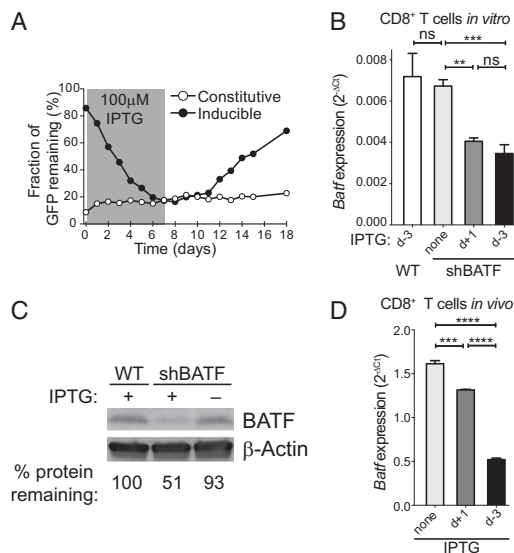 A
100μM
IPTG
Constitutive
Inducible
Fraction of
GFP remaining (%)
100
80
60
40
20
0
0 2 4 6 8 10 12 14 16 18
Time (days)
B
CD8+ T cells in vitro
ns
***
**
ns
Batf expression (2-ΔCt)
0.008
0.006
0.004
0.002
0.000
IPTG: d-3 none d+1 d-3
WT shBATF
C
WT shBATF
IPTG: + + –
BATF
β-Actin
% protein
remaining: 100 51 93
D
CD8+ T cells in vivo
****
*** ****
Batf expression (2-ΔCt)
2.0
1.5
1.0
0.5
0.0
none d+1 d-3
IPTG